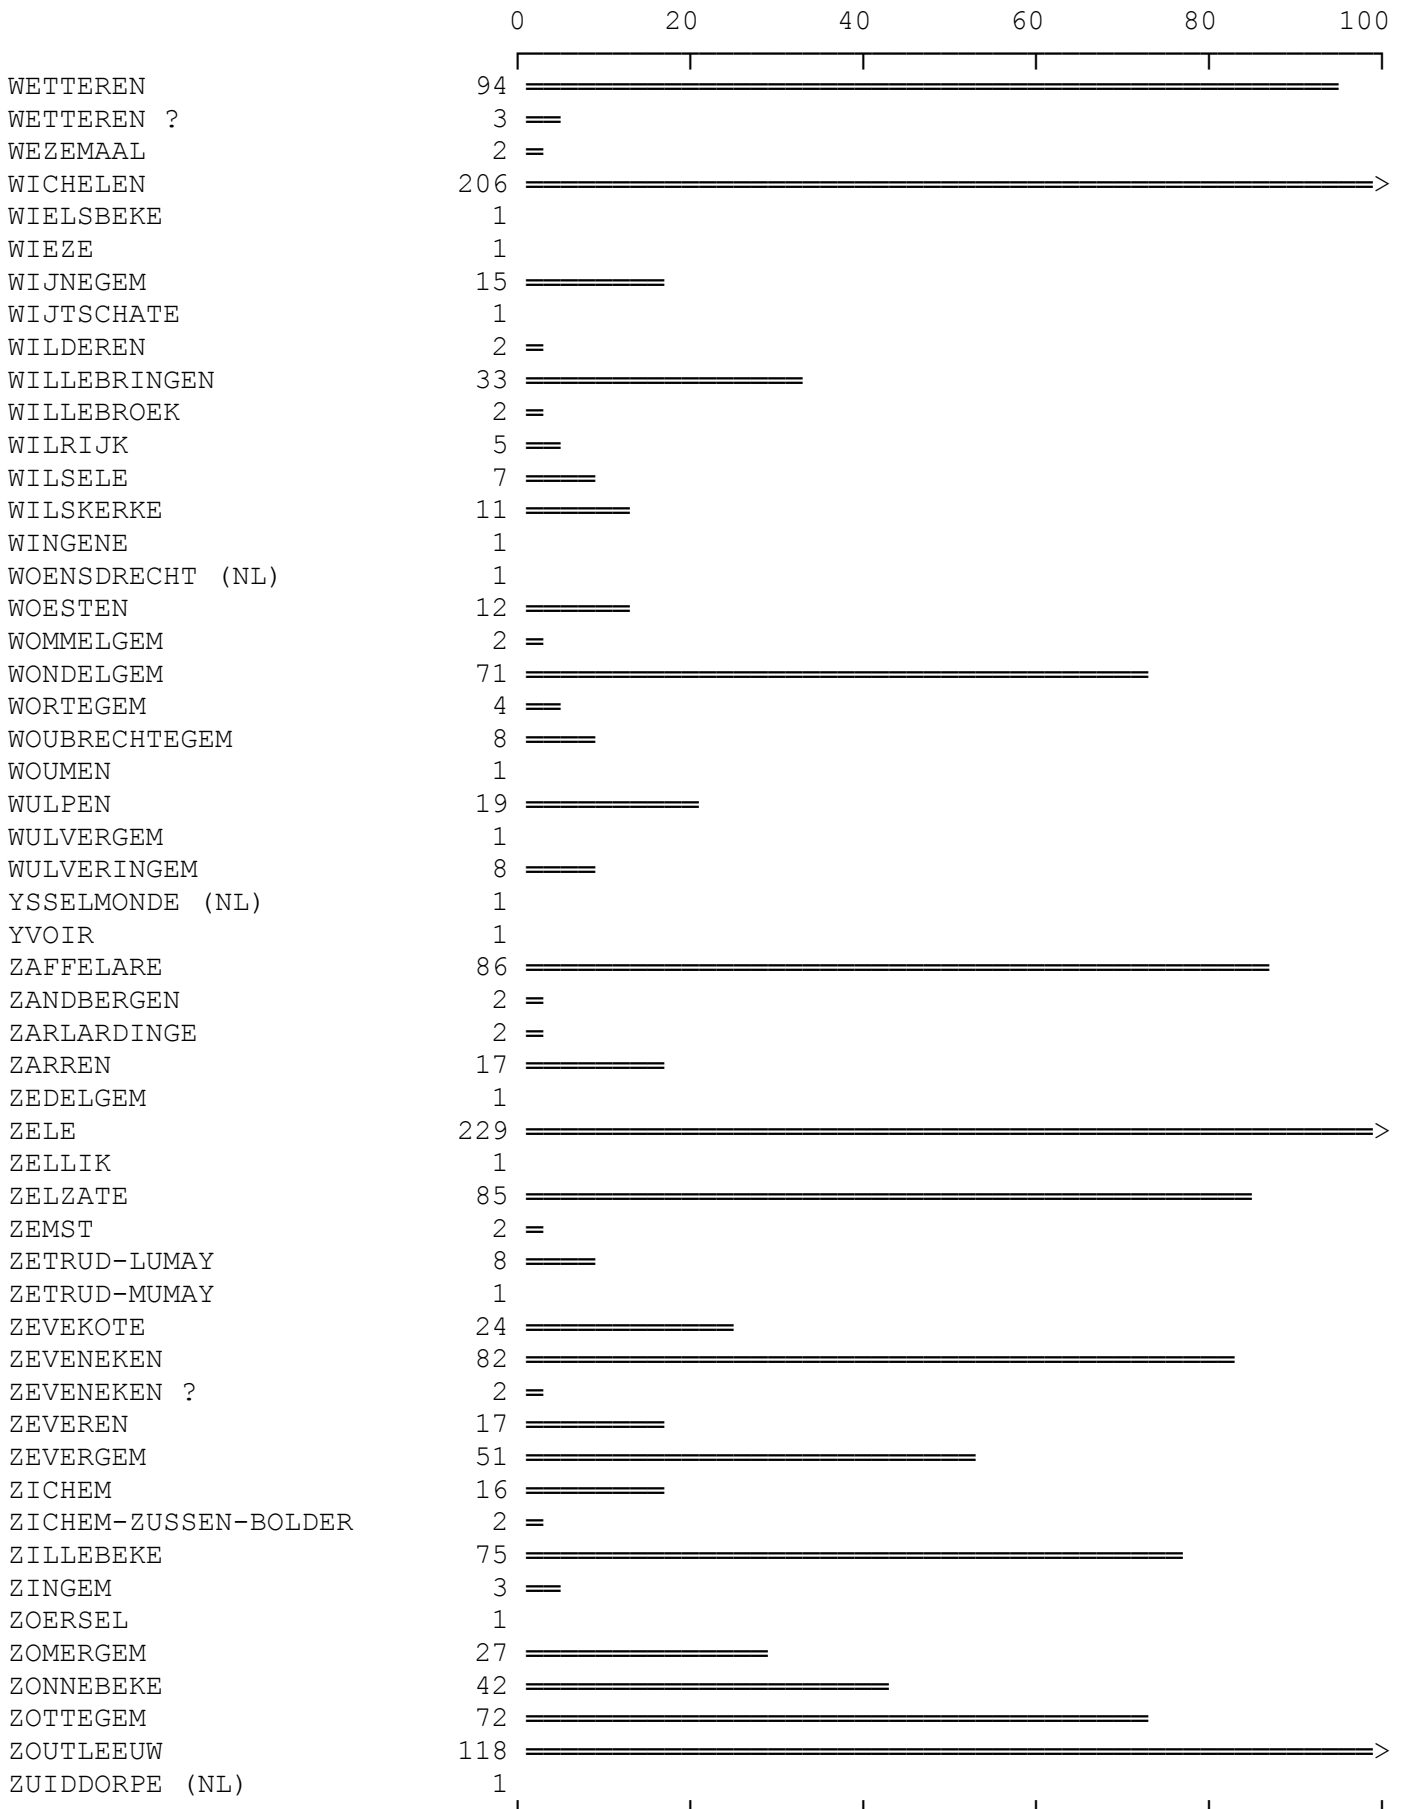 0 20 40 60 80 100
WETTEREN 94
WETTEREN ? 3
WEZEMAAL 2
WICHELEN 206 >
WIELSBEKE 1
WIEZE 1
WIJNEGEM 15
WIJTSCHATE 1
WILDEREN 2
WILLEBRINGEN 33
WILLEBROEK 2
WILRIJK 5
WILSELE 7
WILSKERKE 11
WINGENE 1
WOENSDRECHT (NL) 1
WOESTEN 12
WOMMELGEM 2
WONDELGEM 71
WORTEGEM 4
WOUBRECHTEGEM 8
WOUMEN 1
WULPEN 19
WULVERGEM 1
WULVERINGEM 8
YSSELMONDE (NL) 1
YVOIR 1
ZAFFELARE 86
ZANDBERGEN 2
ZARLARDINGE 2
ZARREN 17
ZEDELGEM 1
ZELE 229 >
ZELLIK 1
ZELZATE 85
ZEMST 2
ZETRUD-LUMAY 8
ZETRUD-MUMAY 1
ZEVEKOTE 24
ZEVENEKEN 82
ZEVENEKEN ? 2
ZEVEREN 17
ZEVERGEM 51
ZICHEM 16
ZICHEM-ZUSSEN-BOLDER 2
ZILLEBEKE 75
ZINGEM 3
ZOERSEL 1
ZOMERGEM 27
ZONNEBEKE 42
ZOTTEGEM 72
ZOUTLEEUW 118 >
ZUIDDORPE (NL) 1